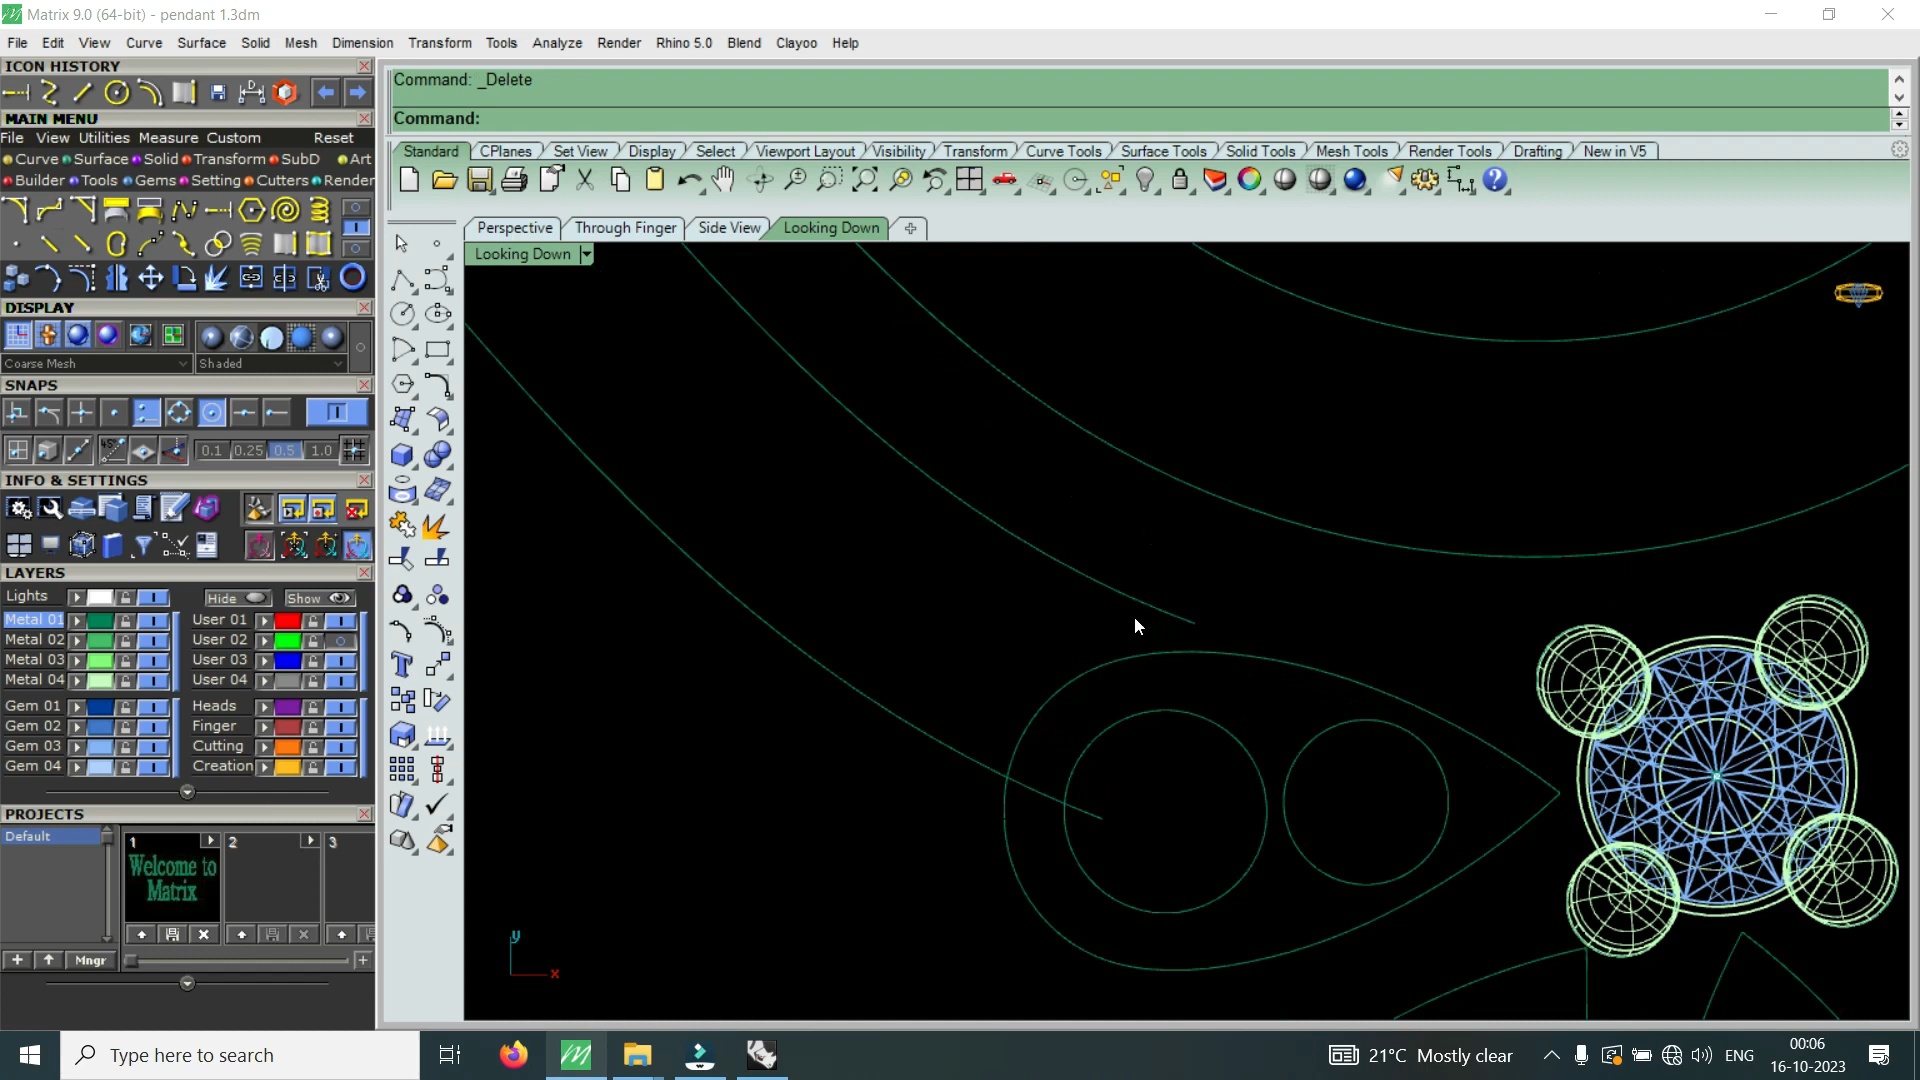 Matrix 9.0 (64-bit) - pendant 1.3dm
File Edit View Curve Surface Solid Mesh Dimension Transform Tools Analyze Render Rhino 5.0 Blend Clayoo Help
ICON HISTORY
Command: _Delete
Command:
MAIN MENU
File View Utilities Measure Custom Reset
Curve Surface Solid Transform SubD Art
Builder Tools Gems Setting Cutters Render
Standard CPlanes Set View Display Select Viewport Layout Visibility Transform Curve Tools Surface Tools Solid Tools Mesh Tools Render Tools Drafting New in V5
Perspective Through Finger Side View Looking Down
Looking Down
DISPLAY
Coarse Mesh Shaded
SNAPS
0.1 0.25 0.5 1.0
INFO & SETTINGS
LAYERS
Lights Hide Show
Metal 01 User 01
Metal 02 User 02
Metal 03 User 03
Metal 04 User 04
Gem 01 Heads
Gem 02 Finger
Gem 03 Cutting
Gem 04 Creation
PROJECTS
Default
1 2 3
Welcome to
Matrix
Mngr
y
x
Type here to search
21°C Mostly clear
ENG
00:06
16-10-2023